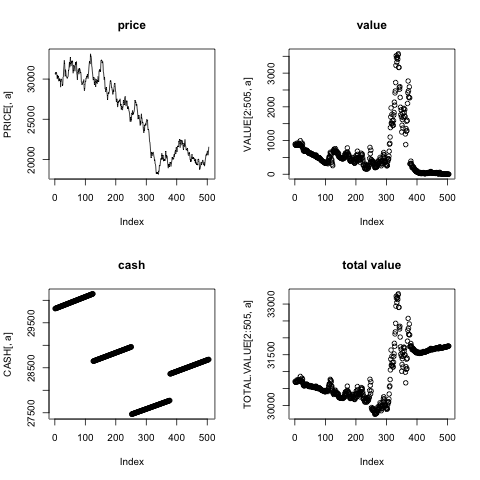 price
PRICE[, a]
20000 25000 30000
0 100 200 300 400 500
Index
value
VALUE[2:505, a]
0 1000 2000 3000
0 100 200 300 400 500
Index
cash
CASH[, a]
27500 28500 29500
0 100 200 300 400 500
Index
total value
TOTAL.VALUE[2:505, a]
30000 31500 33000
0 100 200 300 400 500
Index